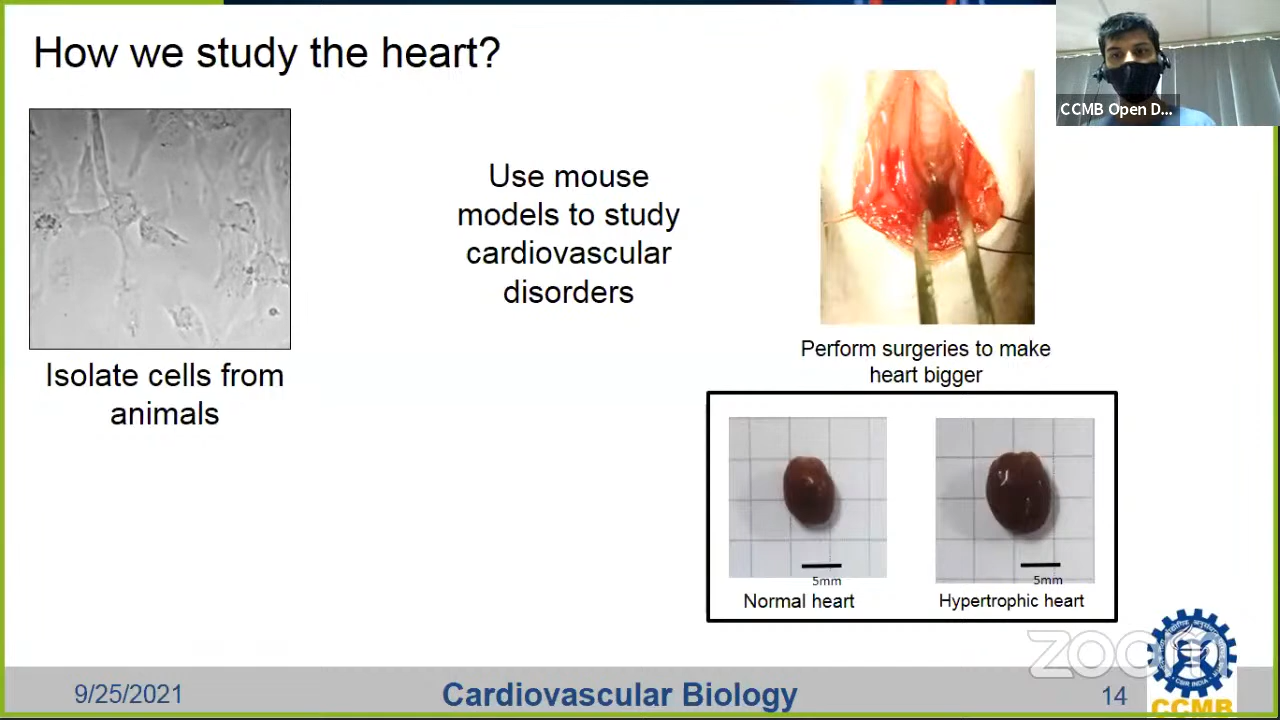 How we study the heart?
CCMB Open D...
Use mouse
models to study
cardiovascular
disorders
Isolate cells from
animals
Perform surgeries to make
heart bigger
5mm
5mm
Normal heart
Hypertrophic heart
zoom
9/25/2021
Cardiovascular Biology
14
CSIR INDIA
CCMB